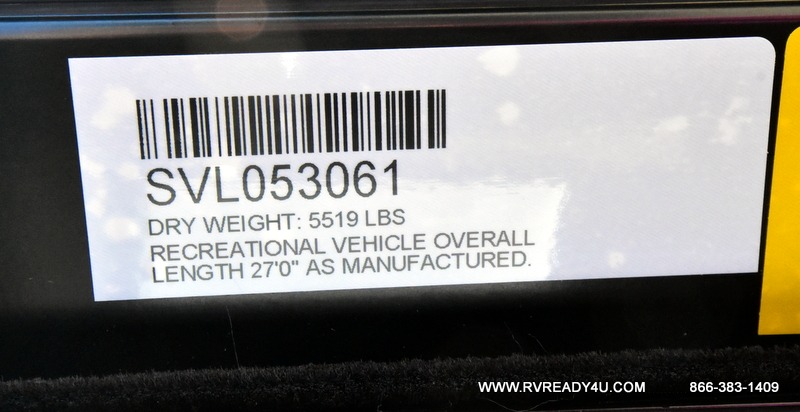 SVL053061
DRY WEIGHT: 5519 LBS
RECREATIONAL VEHICLE OVERALL
LENGTH 27'0" AS MANUFACTURED.
WWW.RVREADY4U.COM 866-383-1409